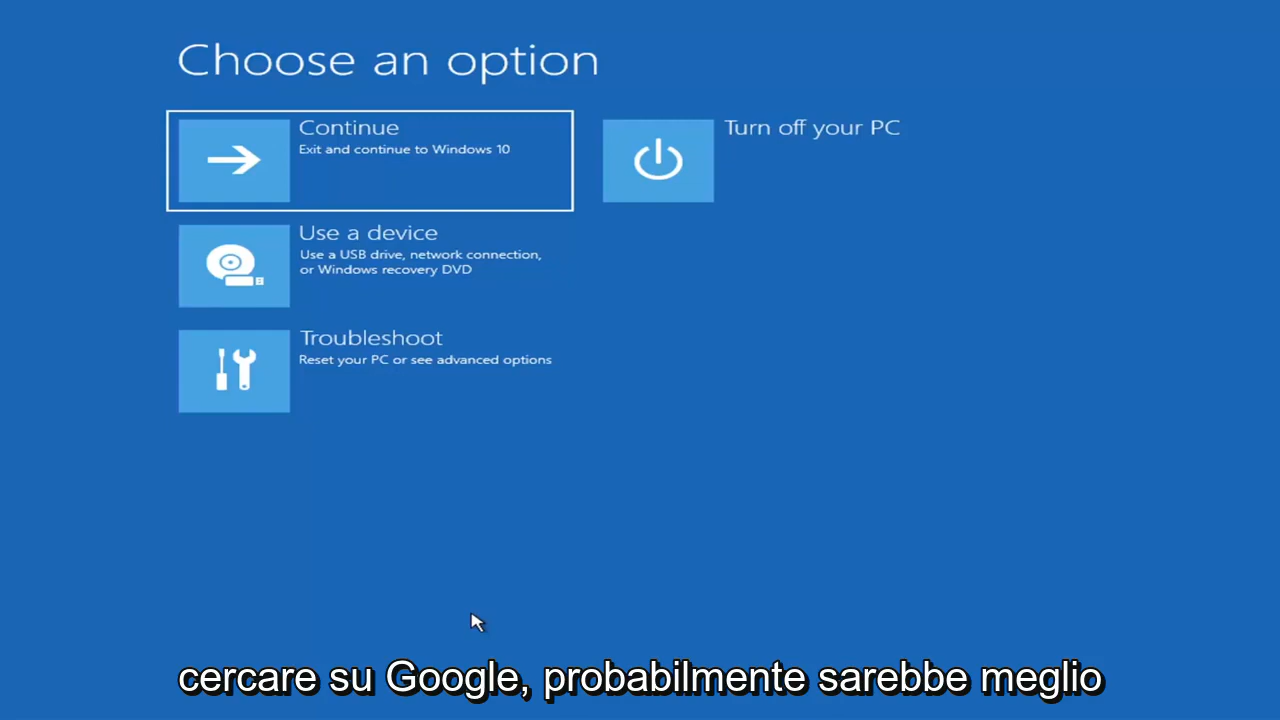 Choose an option
Continue
Exit and continue to Windows 10
Turn off your PC
Use a device
Use a USB drive, network connection,
or Windows recovery DVD
Troubleshoot
Reset your PC or see advanced options
cercare su Google, probabilmente sarebbe meglio